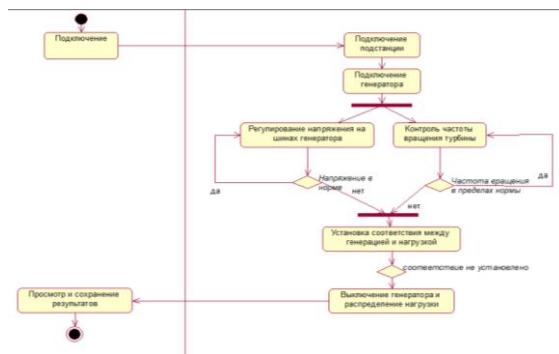 Подключение
Подключение
подстанции
Подключение
генератора
Регулирование напряжения на
шинах генератора
Контроль частоты
вращения турбины
Напряжение в
норме
да
нет
Частота вращения
в пределах нормы
да
нет
Установка соответствия между
генерацией и нагрузкой
соответствие не установлено
Выключение генератора и
распределение нагрузки
Просмотр и сохранение
результатов